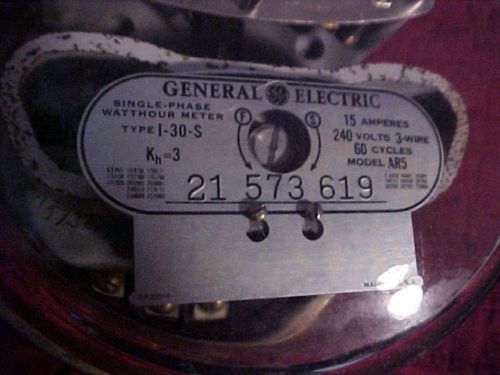 GENERAL GE ELECTRIC
SINGLE-PHASE
WATTHOUR METER
TYPE I-30-S
Kh=3
F
S
15 AMPERES
240 VOLTS 3-WIRE
60 CYCLES
MODEL AR5
21 573 619